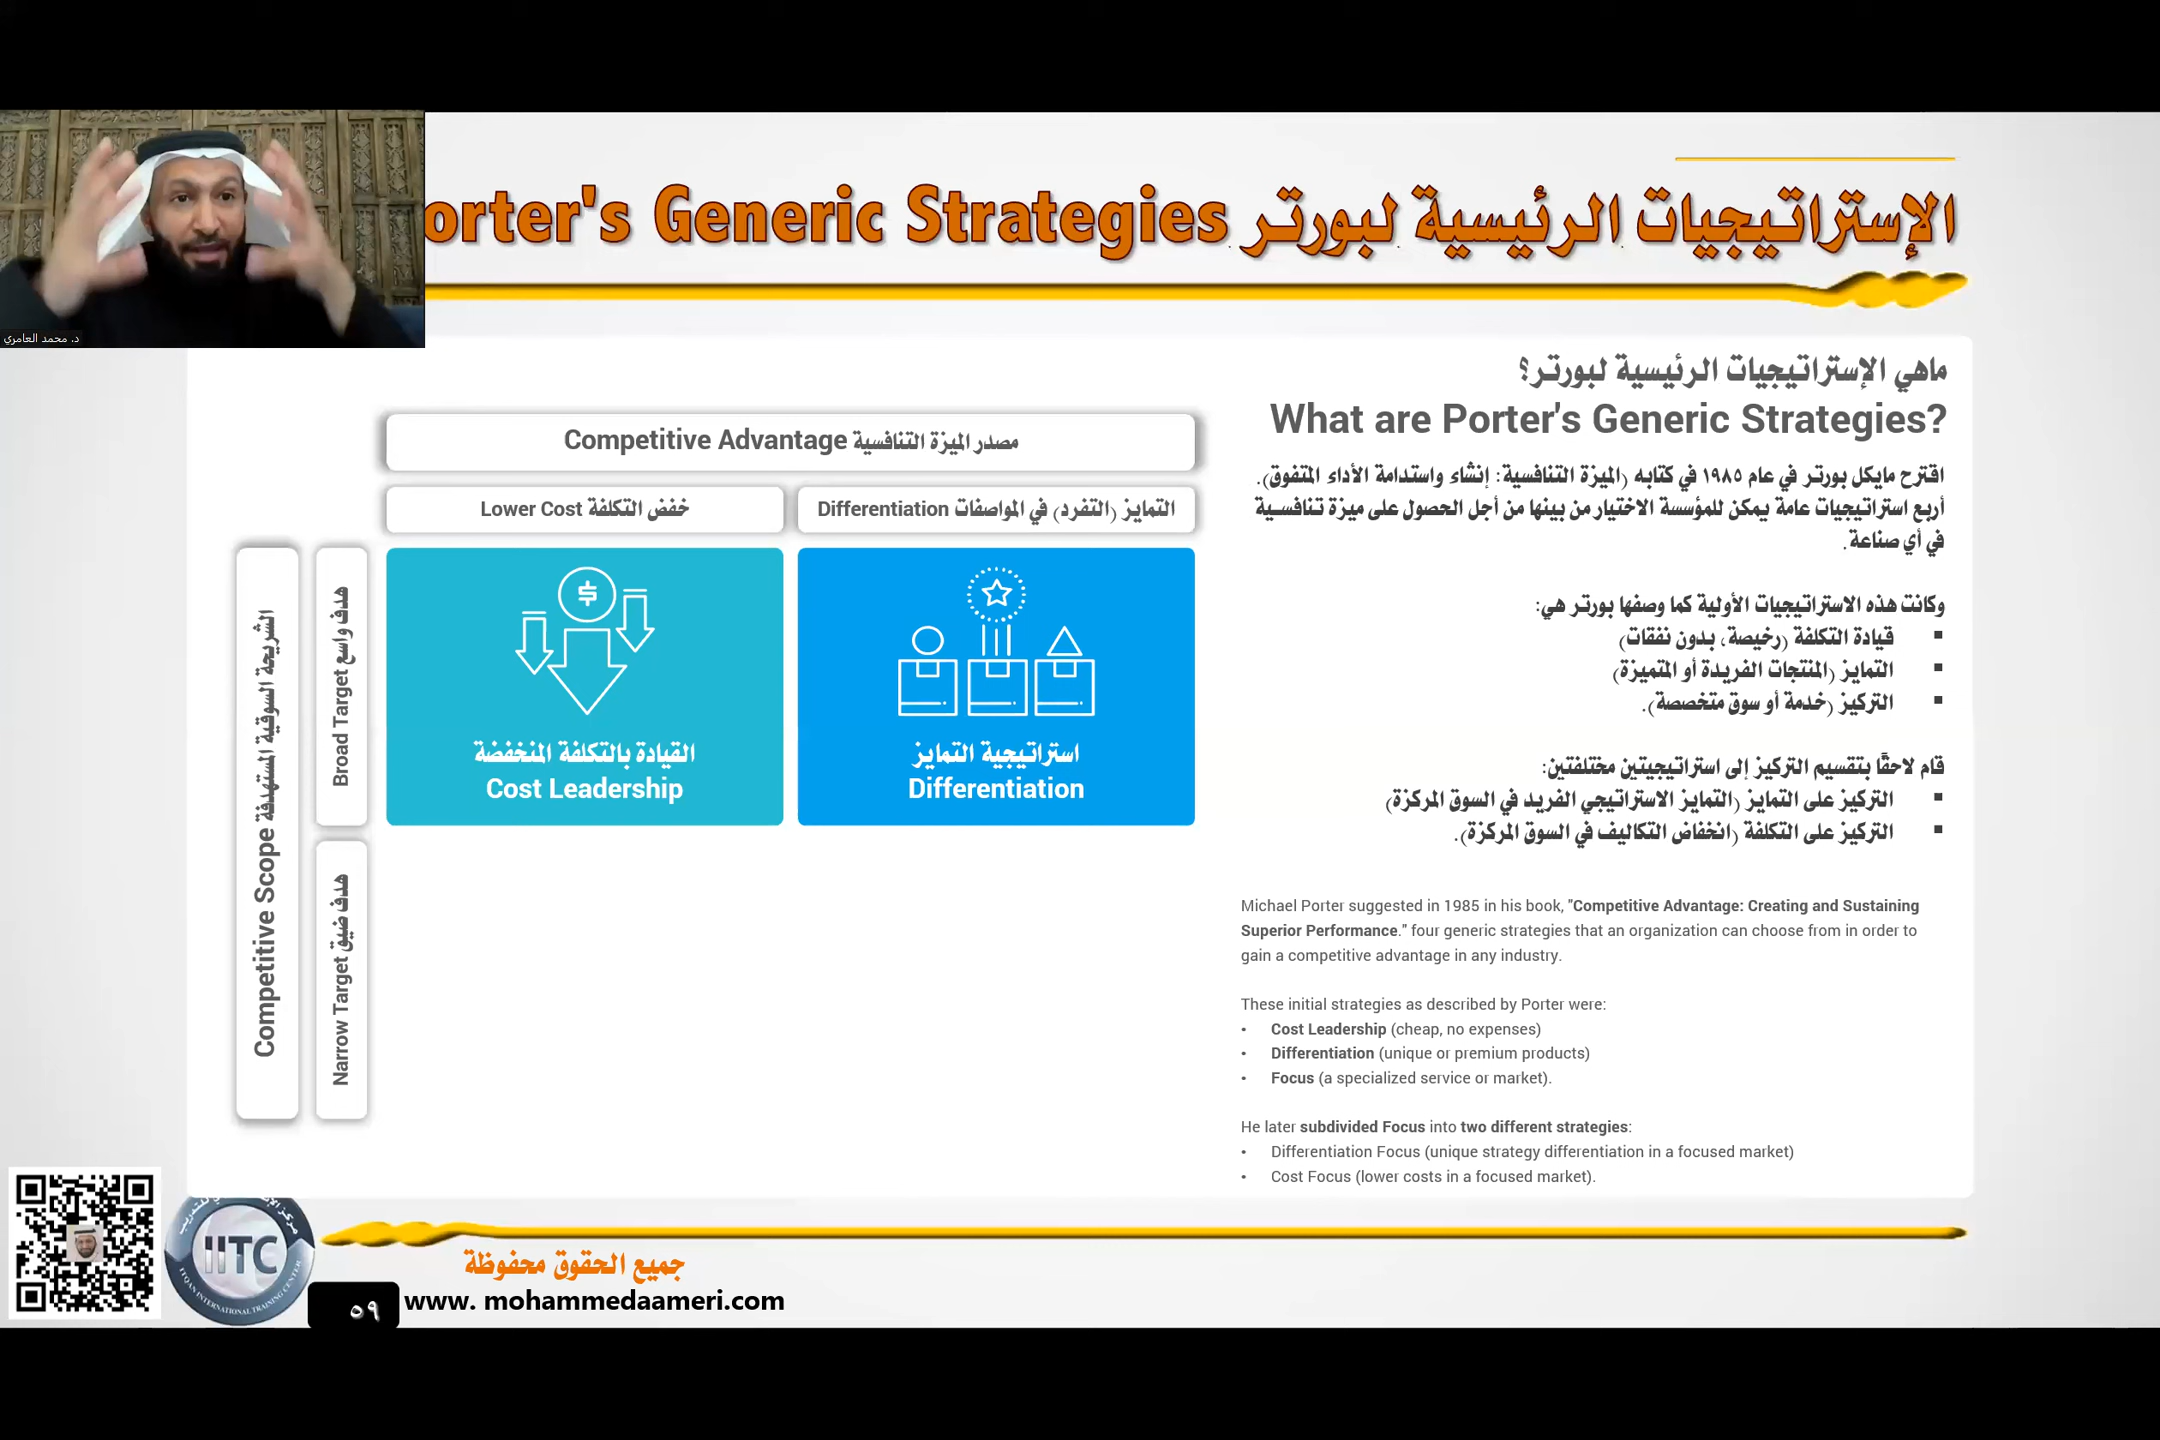 الإستراتيجيات الرئيسية لبورتر orter's Generic Strategies
د. محمد العامري
ماهي الإستراتيجيات الرئيسية لبورتر؟
What are Porter's Generic Strategies?
اقترح مايكل بورتر في عام ١٩٨٥ في كتابه (الميزة التنافسية: إنشاء واستدامة الأداء المتفوق).
أربع استراتيجيات عامة يمكن للمؤسسة الاختيار من بينها من أجل الحصول على ميزة تنافسية
في أي صناعة.
وكانت هذه الاستراتيجيات الأولية كما وصفها بورتر هي:
▪ قيادة التكلفة (رخيصة، بدون نفقات)
▪ التمايز (المنتجات الفريدة أو المتميزة)
▪ التركيز (خدمة أو سوق متخصصة).
قام لاحقًا بتقسيم التركيز إلى استراتيجيتين مختلفتين:
▪ التركيز على التمايز (التمايز الاستراتيجي الفريد في السوق المركزة)
▪ التركيز على التكلفة (انخفاض التكاليف في السوق المركزة).
Michael Porter suggested in 1985 in his book, "Competitive Advantage: Creating and Sustaining
Superior Performance." four generic strategies that an organization can choose from in order to
gain a competitive advantage in any industry.
These initial strategies as described by Porter were:
• Cost Leadership (cheap, no expenses)
• Differentiation (unique or premium products)
• Focus (a specialized service or market).
He later subdivided Focus into two different strategies:
• Differentiation Focus (unique strategy differentiation in a focused market)
• Cost Focus (lower costs in a focused market).
مصدر الميزة التنافسية Competitive Advantage
خفض التكلفة Lower Cost
التمايز (التفرد) في المواصفات Differentiation
الشريحة السوقية المستهدفة Competitive Scope
هدف واسع Broad Target
هدف ضيق Narrow Target
$
القيادة بالتكلفة المنخفضة
Cost Leadership
استراتيجية التمايز
Differentiation
IITC
ITQAN INTERNATIONAL TRAINING CENTER
جميع الحقوق محفوظة
www. mohammedaameri.com
٥٩